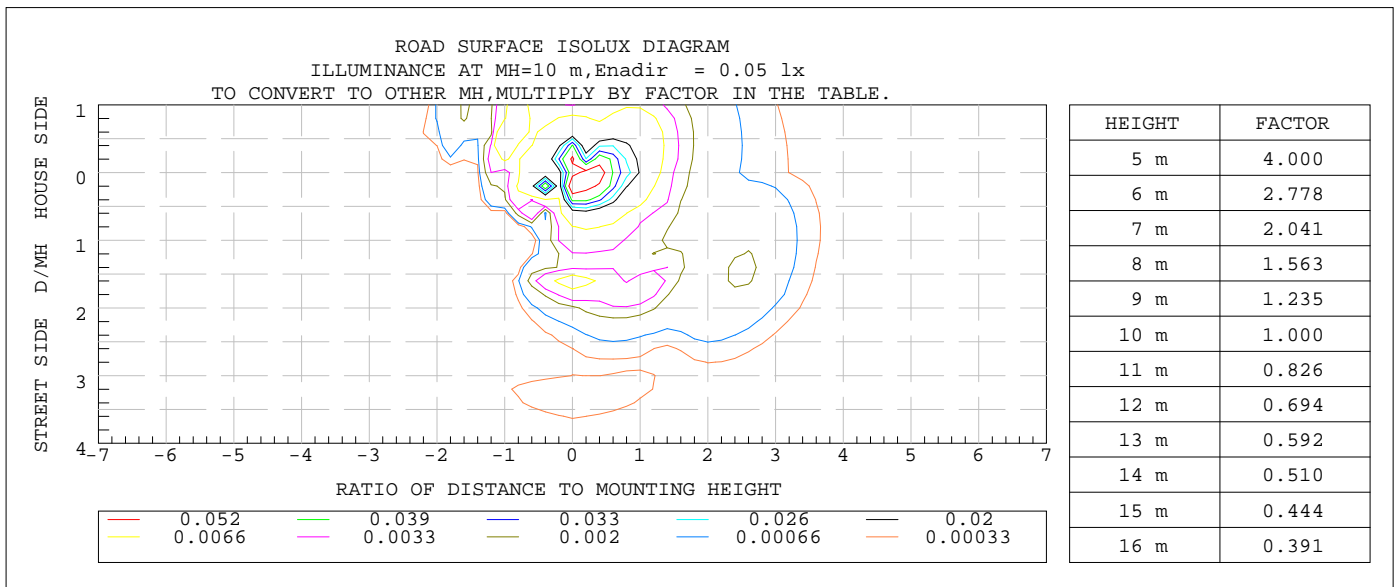 ROAD SURFACE ISOLUX DIAGRAM
ILLUMINANCE AT MH=10 m,Enadir = 0.05 lx
TO CONVERT TO OTHER MH,MULTIPLY BY FACTOR IN THE TABLE.
STREET SIDE D/MH HOUSE SIDE
1
0
1
2
3
4
-7 -6 -5 -4 -3 -2 -1 0 1 2 3 4 5 6 7
RATIO OF DISTANCE TO MOUNTING HEIGHT
0.052 0.039 0.033 0.026 0.02
0.0066 0.0033 0.002 0.00066 0.00033
HEIGHT FACTOR
5 m 4.000
6 m 2.778
7 m 2.041
8 m 1.563
9 m 1.235
10 m 1.000
11 m 0.826
12 m 0.694
13 m 0.592
14 m 0.510
15 m 0.444
16 m 0.391